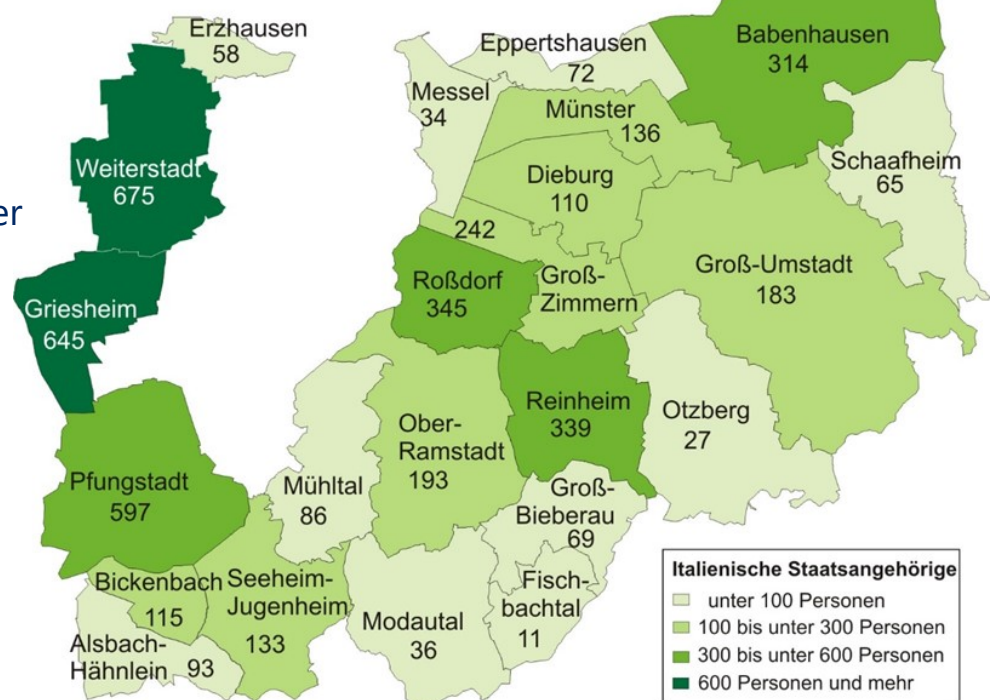 Erzhausen
58
Eppertshausen
72
Babenhausen
314
Messel
34
Münster
136
Weiterstadt
675
Dieburg
110
Schaafheim
65
er
242
Groß-
Zimmern
Roßdorf
345
Groß-Umstadt
183
Griesheim
645
Reinheim
339
Otzberg
27
Ober-
Ramstadt
193
Pfungstadt
597
Mühltal
86
Groß-
Bieberau
69
Bickenbach
115
Seeheim-
Jugenheim
133
Fisch-
bachtal
11
Modautal
36
Alsbach-
Hähnlein 93
Italienische Staatsangehörige
unter 100 Personen
100 bis unter 300 Personen
300 bis unter 600 Personen
600 Personen und mehr